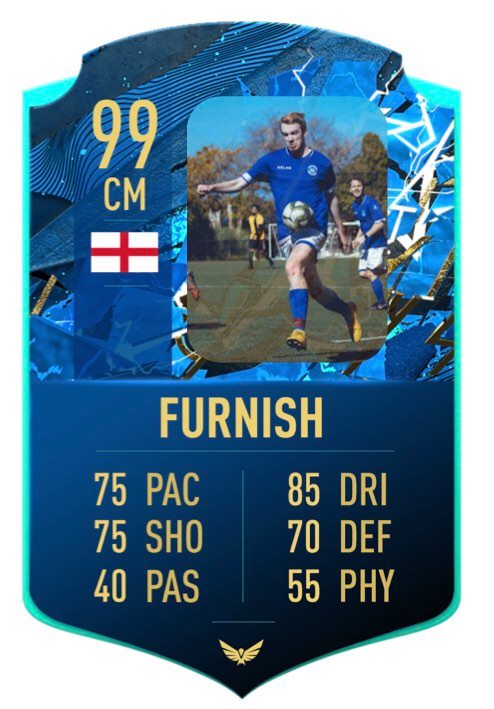 99
CM
FURNISH
75 PAC
75 SHO
40 PAS
85 DRI
70 DEF
55 PHY